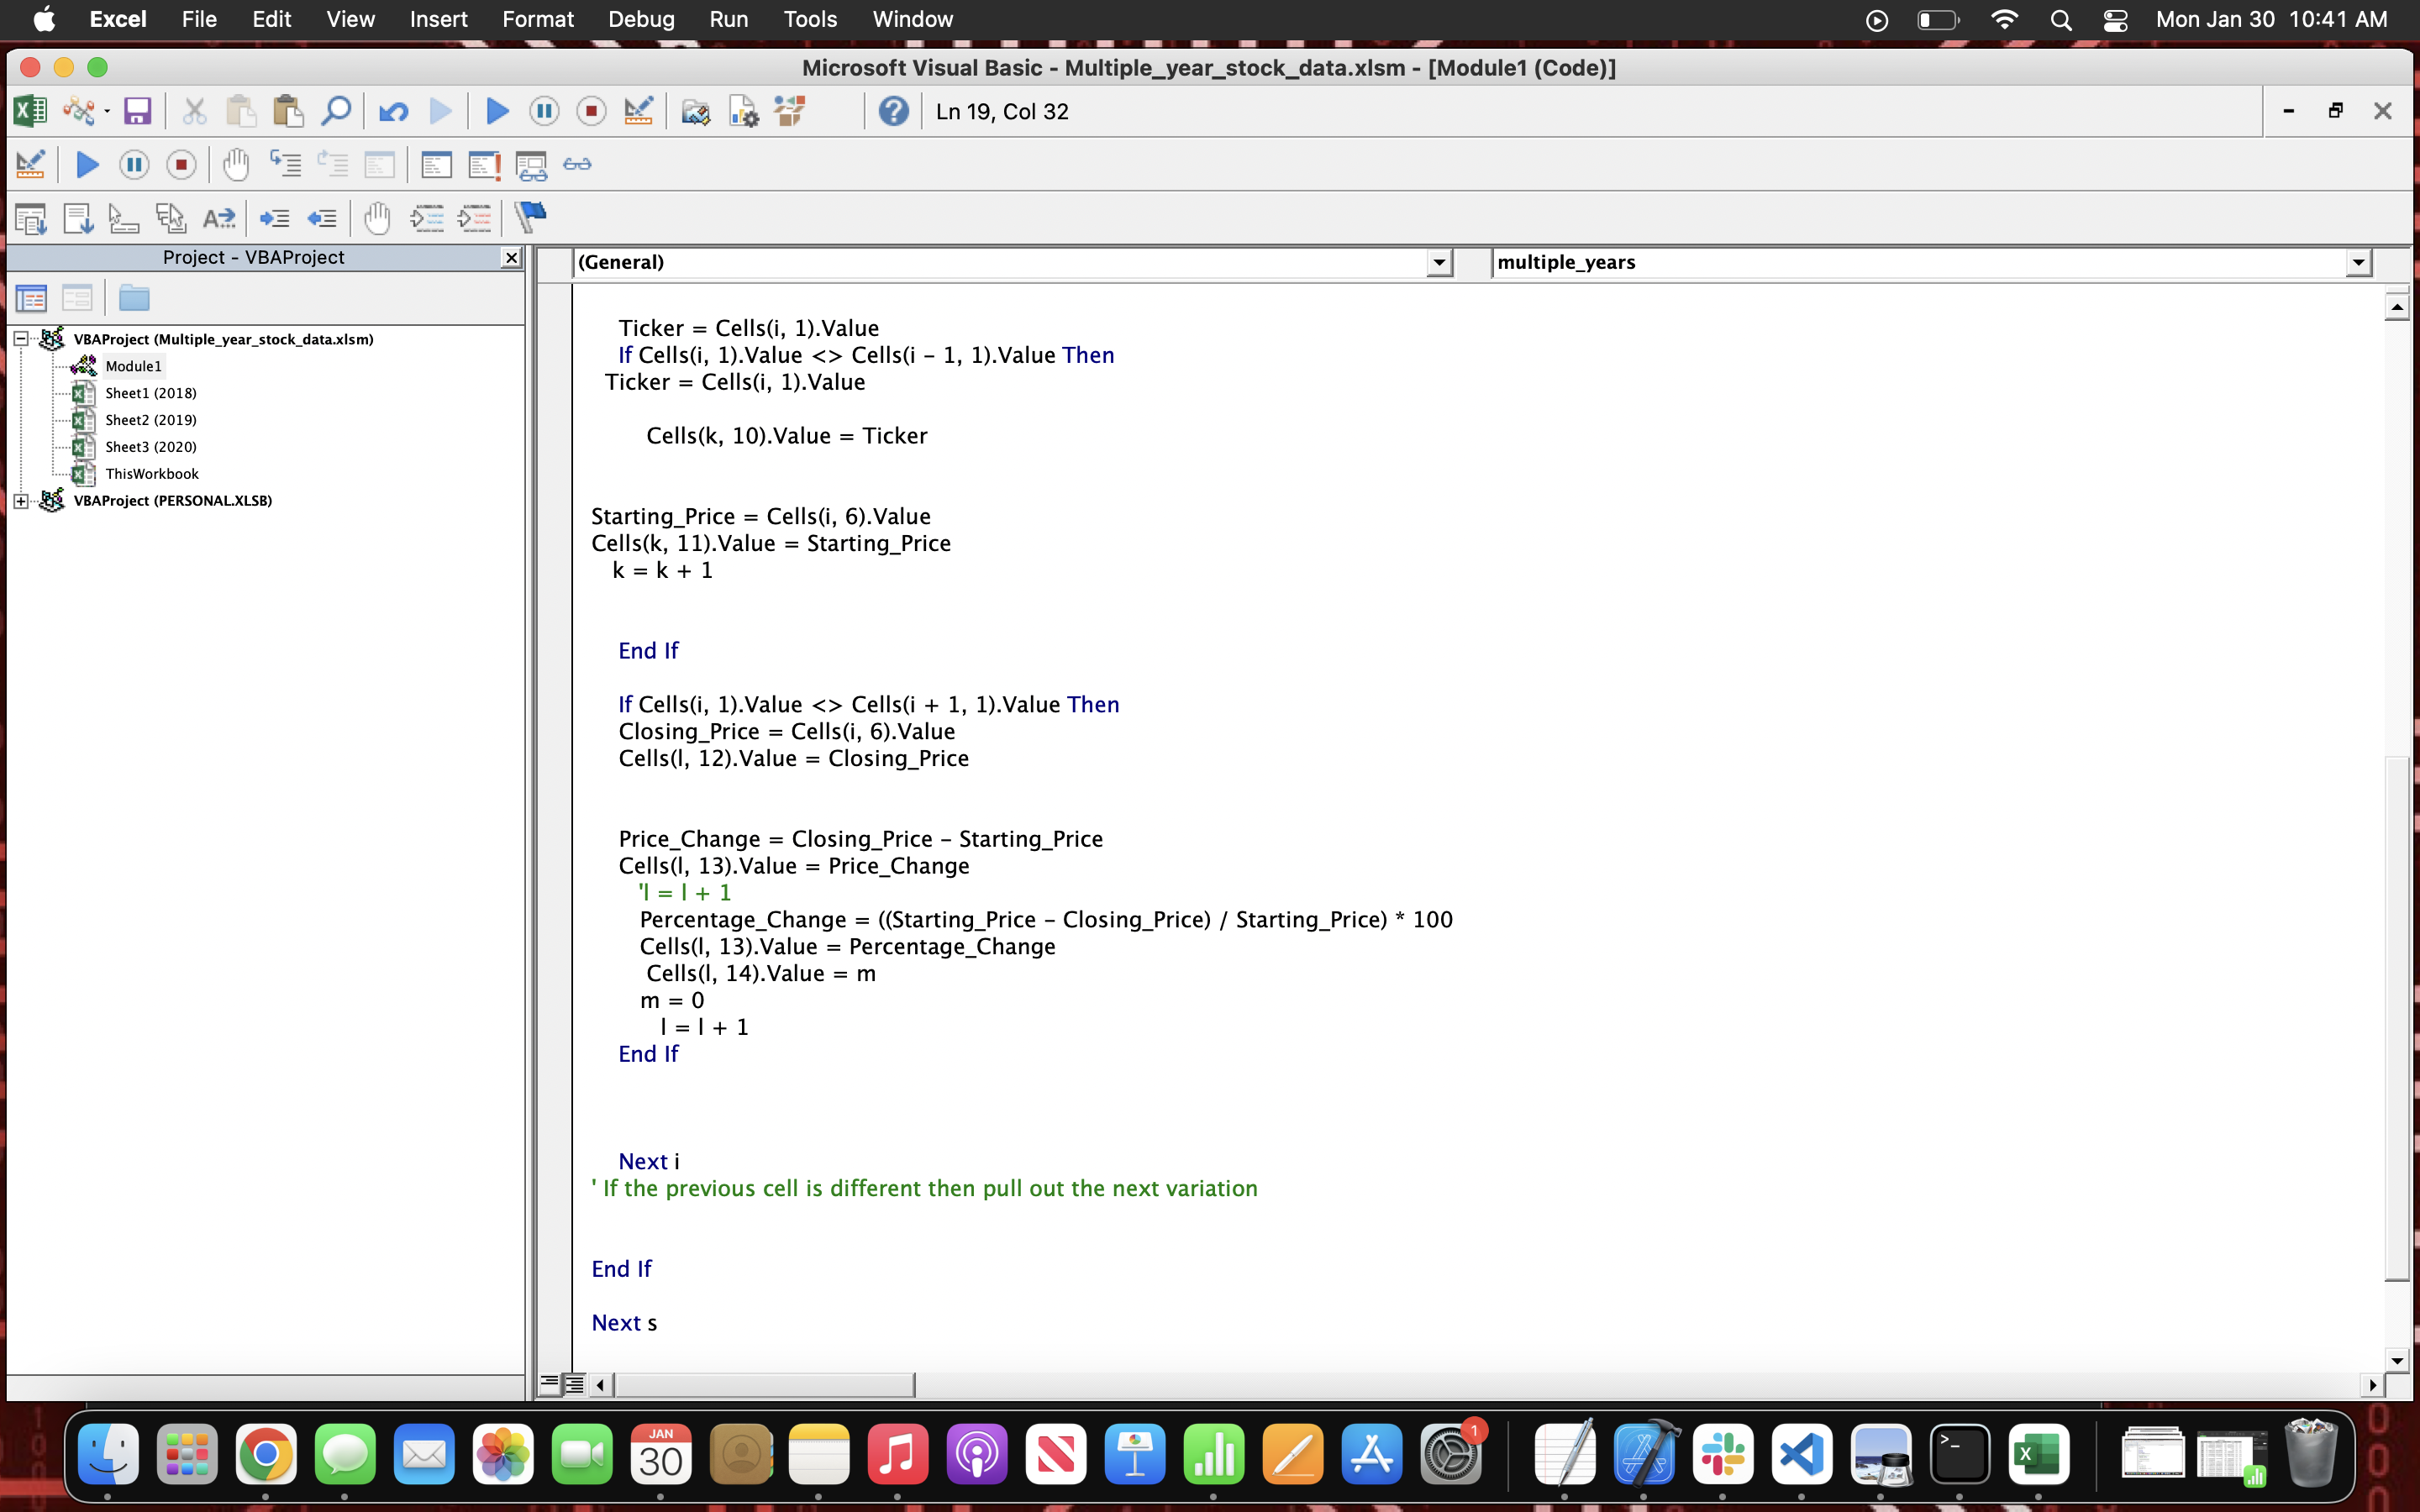 Excel File Edit View Insert Format Debug Run Tools Window Mon Jan 30 10:41 AM
Microsoft Visual Basic - Multiple_year_stock_data.xlsm - [Module1 (Code)]
Ln 19, Col 32
Project - VBAProject
(General) multiple_years
VBAProject (Multiple_year_stock_data.xlsm)
Module1
Sheet1 (2018)
Sheet2 (2019)
Sheet3 (2020)
ThisWorkbook
VBAProject (PERSONAL.XLSB)
Ticker = Cells(i, 1).Value
If Cells(i, 1).Value <> Cells(i - 1, 1).Value Then
Ticker = Cells(i, 1).Value
Cells(k, 10).Value = Ticker
Starting_Price = Cells(i, 6).Value
Cells(k, 11).Value = Starting_Price
k = k + 1
End If
If Cells(i, 1).Value <> Cells(i + 1, 1).Value Then
Closing_Price = Cells(i, 6).Value
Cells(l, 12).Value = Closing_Price
Price_Change = Closing_Price - Starting_Price
Cells(l, 13).Value = Price_Change
'l = l + 1
Percentage_Change = ((Starting_Price - Closing_Price) / Starting_Price) * 100
Cells(l, 13).Value = Percentage_Change
Cells(l, 14).Value = m
m = 0
l = l + 1
End If
Next i
' If the previous cell is different then pull out the next variation
End If
Next s
JAN
30
1